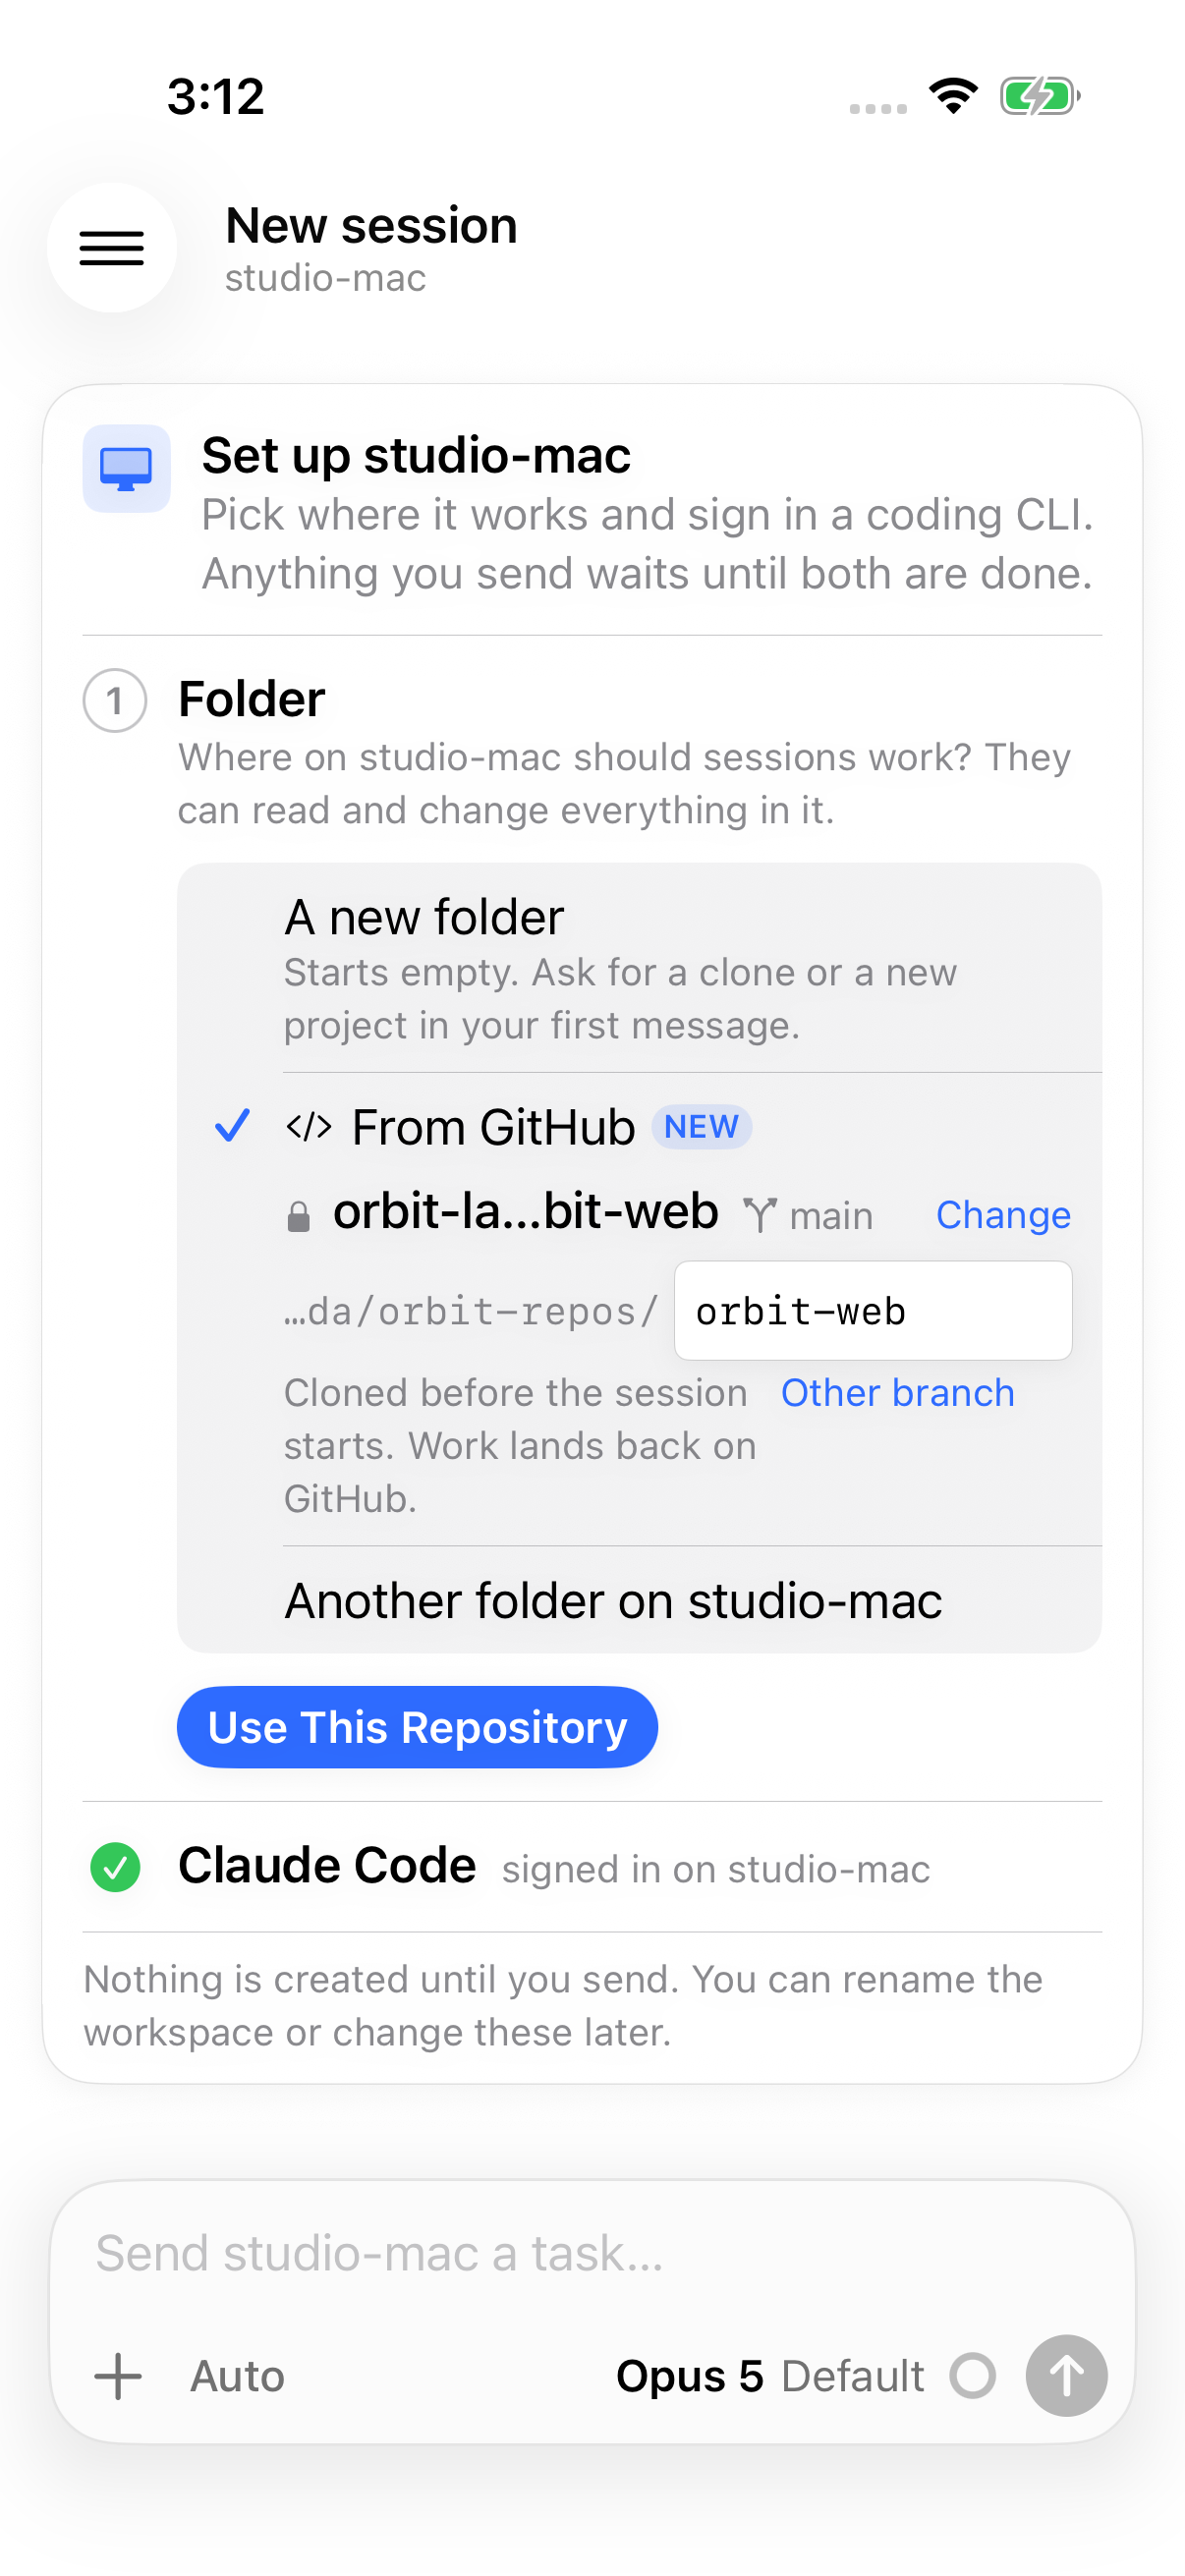 3:12
New session
studio-mac
Set up studio-mac
Pick where it works and sign in a coding CLI.
Anything you send waits until both are done.
1 Folder
Where on studio-mac should sessions work? They
can read and change everything in it.
A new folder
Starts empty. Ask for a clone or a new
project in your first message.
</> From GitHub NEW
orbit-la...bit-web main Change
...da/orbit-repos/ orbit-web
Cloned before the session Other branch
starts. Work lands back on
GitHub.
Another folder on studio-mac
Use This Repository
Claude Code signed in on studio-mac
Nothing is created until you send. You can rename the
workspace or change these later.
Send studio-mac a task...
Auto Opus 5 Default